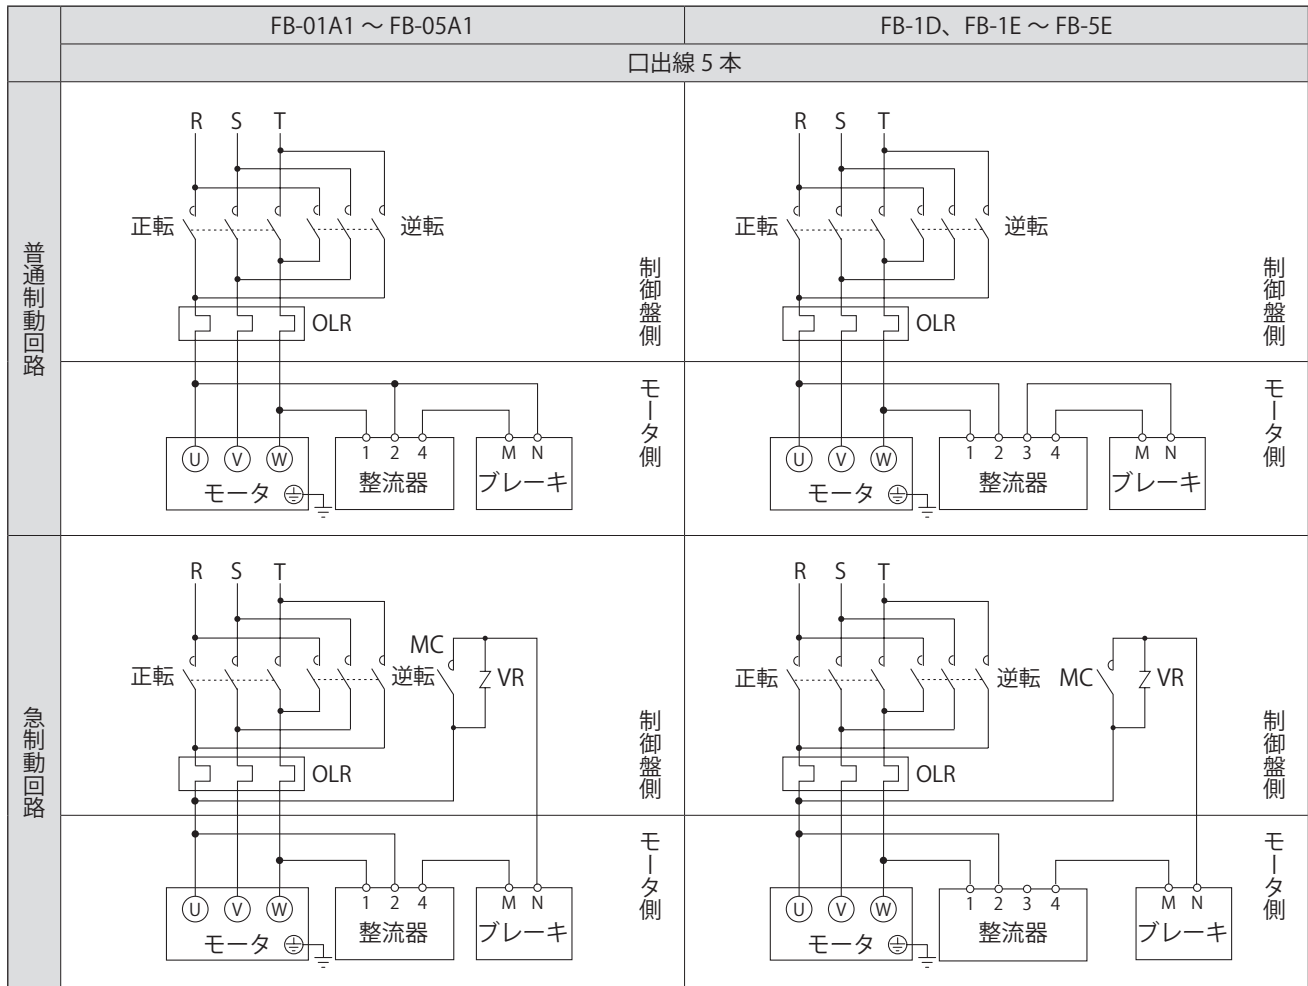 FB-01A1 ～ FB-05A1
FB-1D、FB-1E ～ FB-5E
口出線 5 本
普通制動回路
R S T
正転
逆転
OLR
制御盤側
モータ側
U V W
モータ
1 2 4
整流器
M N
ブレーキ
R S T
正転
逆転
OLR
制御盤側
モータ側
U V W
モータ
1 2 3 4
整流器
M N
ブレーキ
急制動回路
R S T
正転
逆転
MC
VR
OLR
制御盤側
モータ側
U V W
モータ
1 2 4
整流器
M N
ブレーキ
R S T
正転
逆転
MC
VR
OLR
制御盤側
モータ側
U V W
モータ
1 2 3 4
整流器
M N
ブレーキ